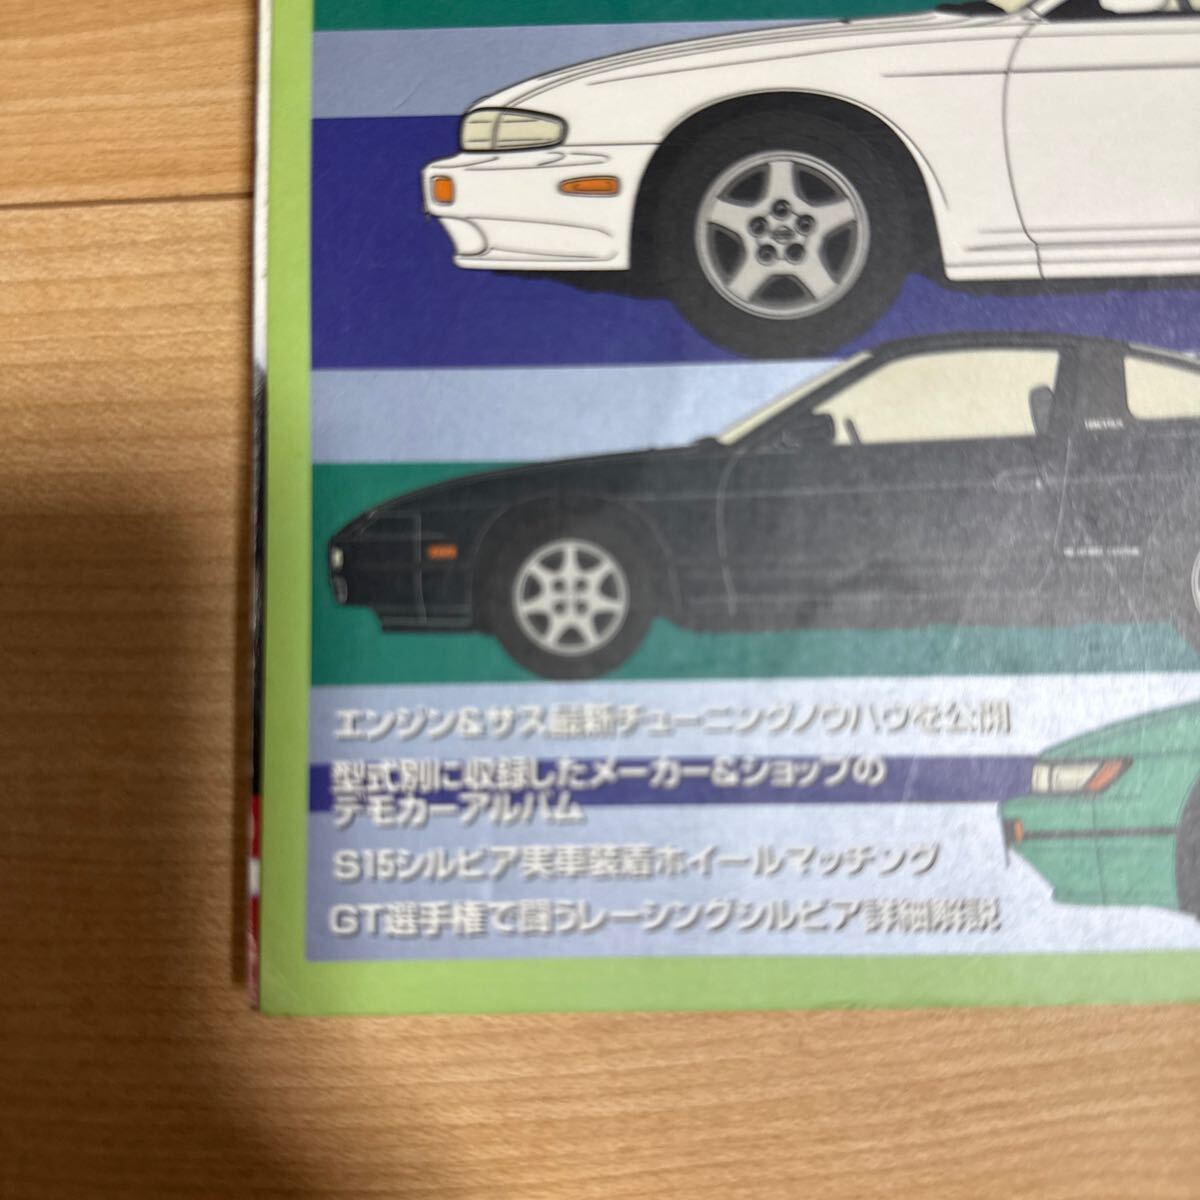 エンジン&サス最新チューニングノウハウを公開
型式別に収録したメーカー&ショップの
デモカーアルバム
S15シルビア実車装着ホイールマッチング
GT選手権で闘うレーシングシルビア詳細解説